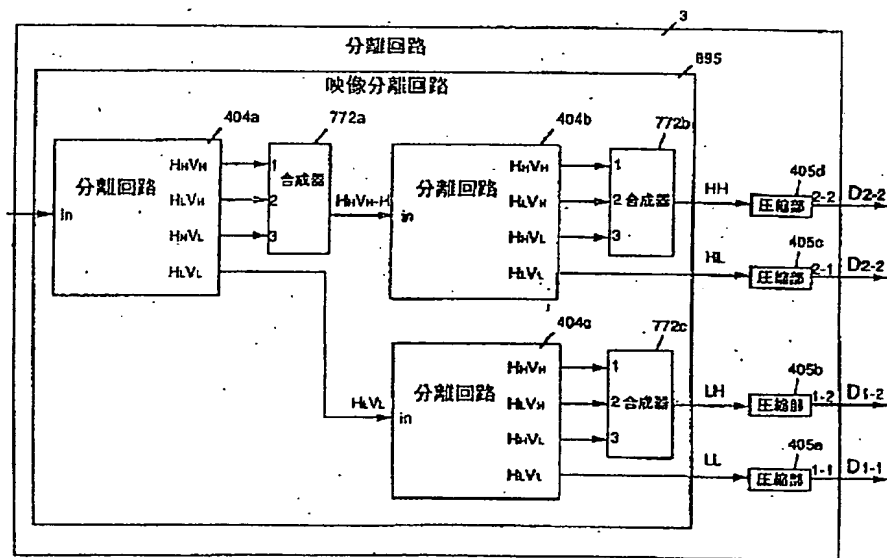 3
分離回路
895
映像分離回路
404a
772a
404b
772b
分離回路
in
HHVH
HLVH
HHVL
HLVL
1
2
3
合成器
HHVH-H
分離回路
in
HHVH
HLVH
HHVL
HLVL
1
2
3
合成器
HH
405d
圧縮部
2-2
D2-2
HL
405c
圧縮部
2-1
D2-2
404c
772c
HLVL
分離回路
in
HHVH
HLVH
HHVL
HLVL
1
2
3
合成器
LH
405b
圧縮部
1-2
D1-2
LL
405a
圧縮部
1-1
D1-1